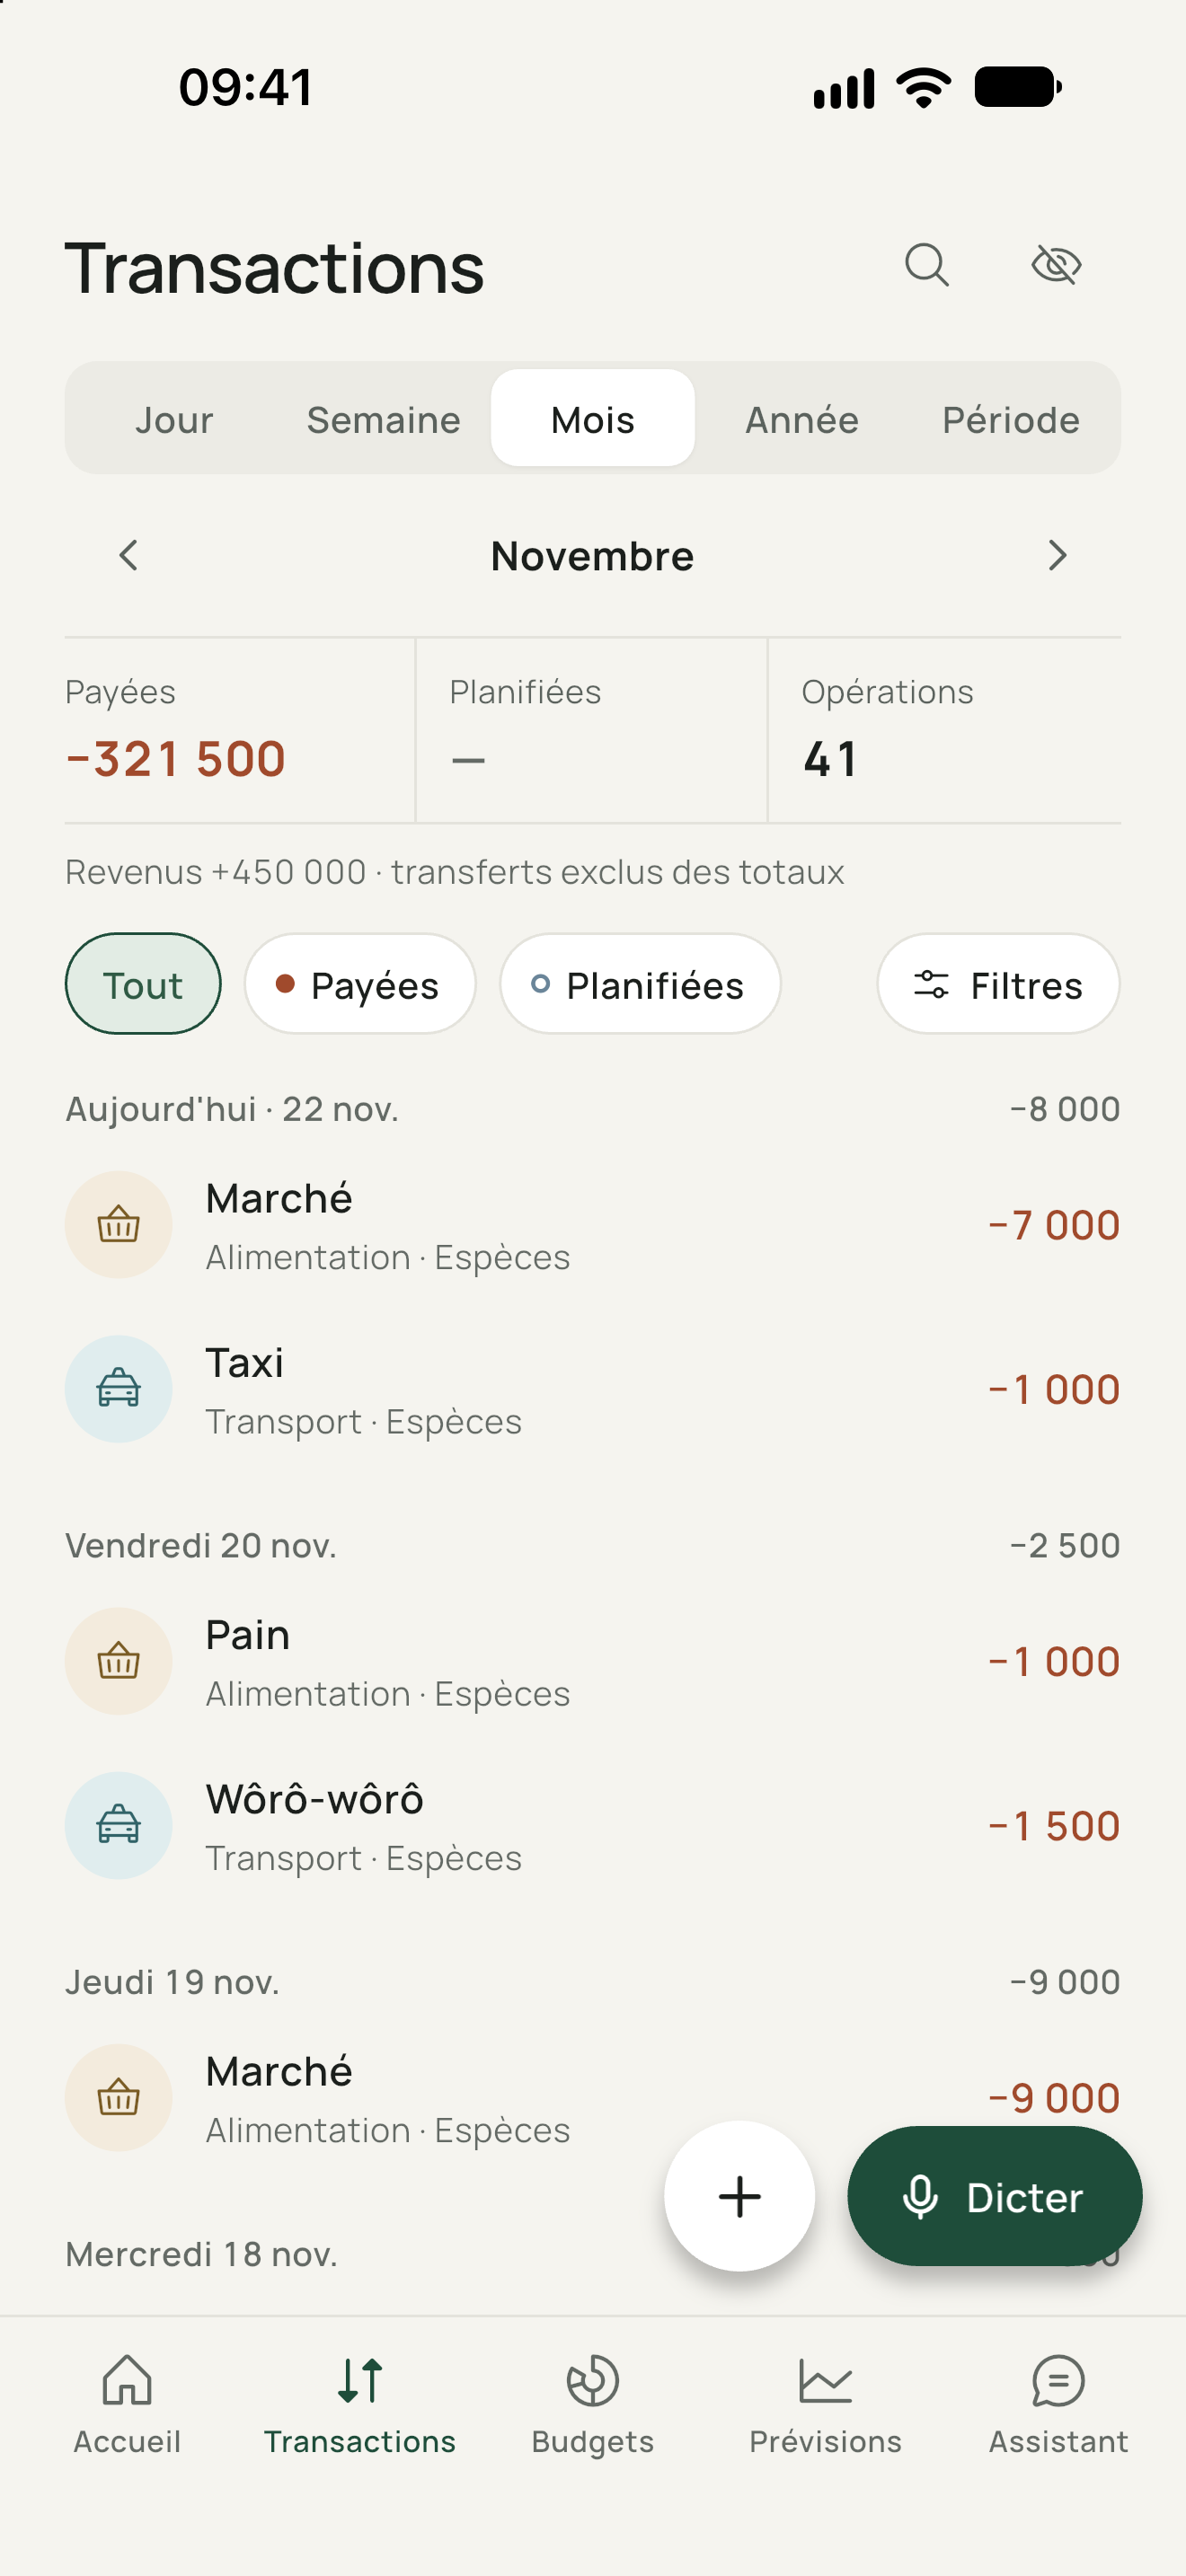 09:41
Transactions
Jour Semaine Mois Année Période
Novembre
Payées Planifiées Opérations
−321 500 — 41
Revenus +450 000 · transferts exclus des totaux
Tout Payées Planifiées Filtres
Aujourd'hui · 22 nov. −8 000
Marché
Alimentation · Espèces −7 000
Taxi
Transport · Espèces −1 000
Vendredi 20 nov. −2 500
Pain
Alimentation · Espèces −1 000
Wôrô-wôrô
Transport · Espèces −1 500
Jeudi 19 nov. −9 000
Marché
Alimentation · Espèces −9 000
Dicter
Mercredi 18 nov.
Accueil Transactions Budgets Prévisions Assistant